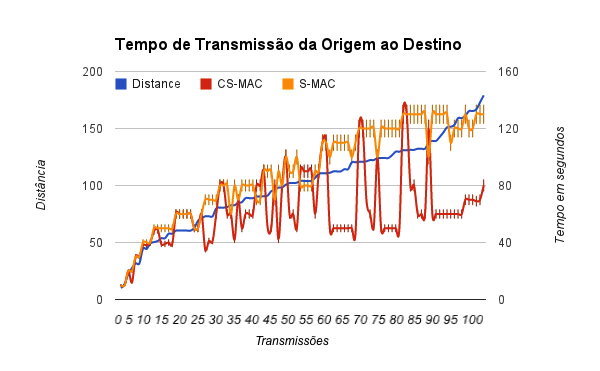 Tempo de Transmissão da Origem ao Destino
200 160
Distance CS-MAC S-MAC
150 120
100 80
50 40
0 0
Distância
Tempo em segundos
0 5 10 15 20 25 30 35 40 45 50 55 60 65 70 75 80 85 90 95 100
Transmissões